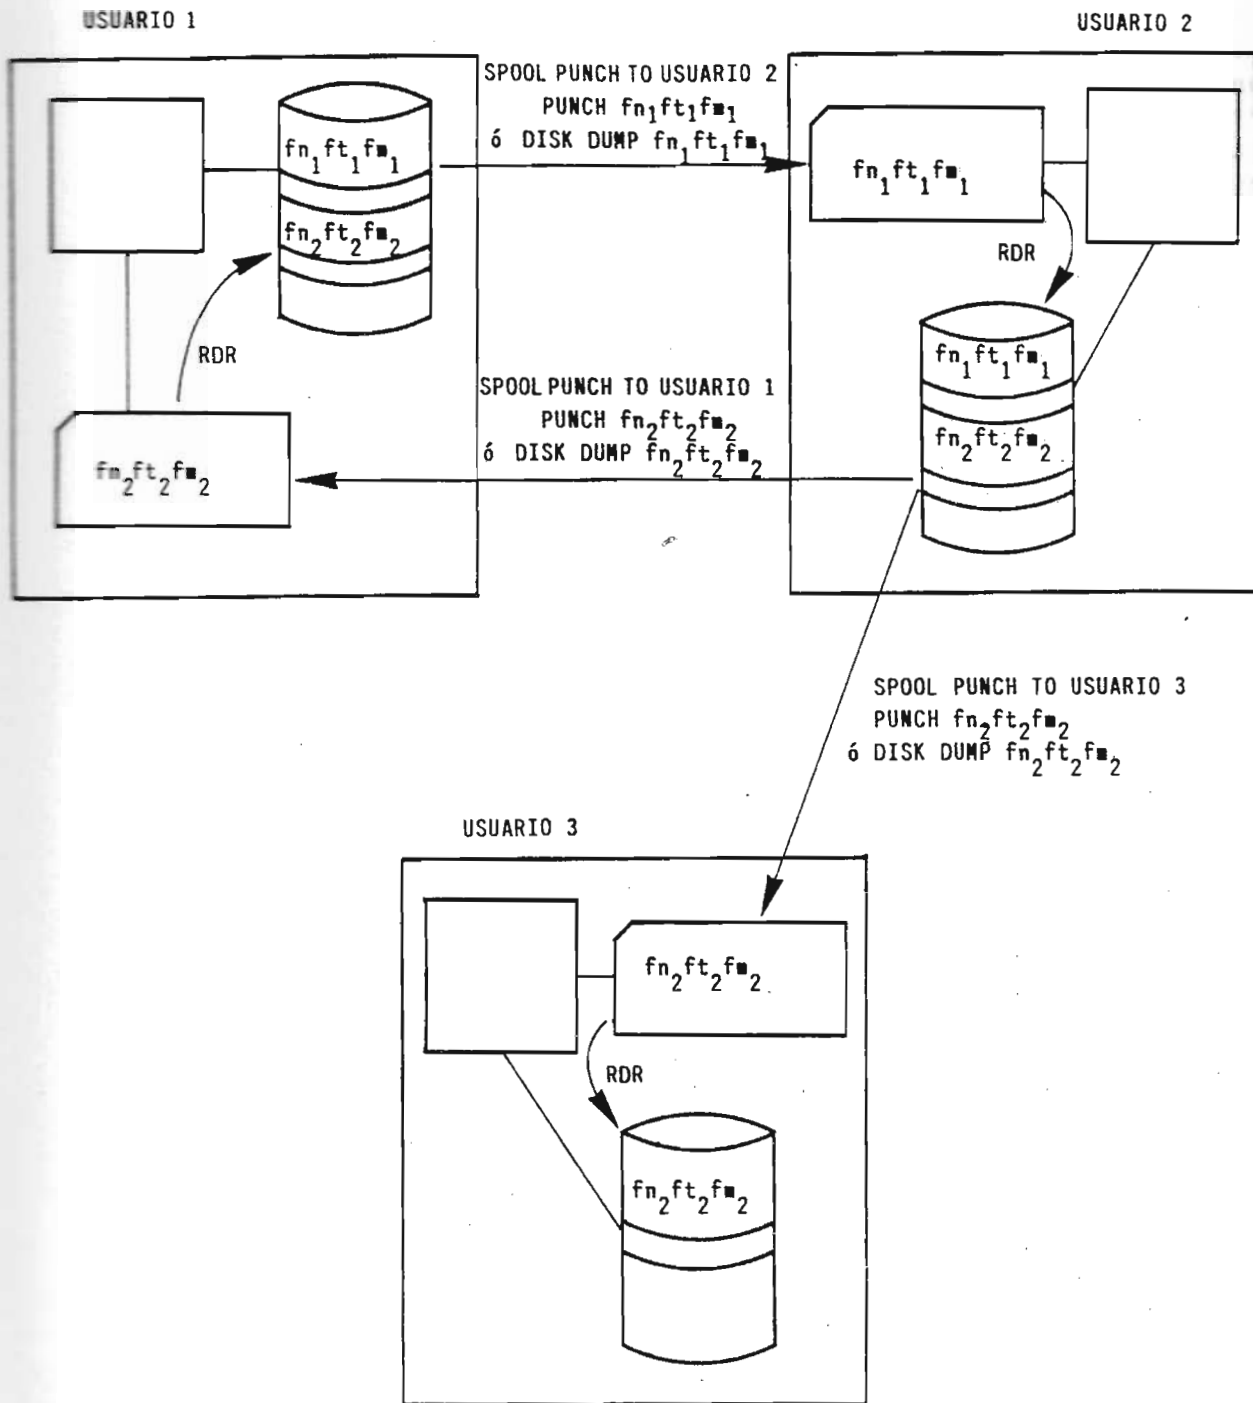 USUARIO 1
USUARIO 2
SPOOL PUNCH TO USUARIO 2
PUNCH fn₁ft₁fm₁
ó DISK DUMP fn₁ft₁fm₁
fn₁ft₁fm₁
fn₂ft₂fm₂
RDR
fm₂ft₂fm₂
fn₁ft₁fm₁
RDR
fn₁ft₁fm₁
fn₂ft₂fm₂
SPOOL PUNCH TO USUARIO 1
PUNCH fn₂ft₂fm₂
ó DISK DUMP fn₂ft₂fm₂
SPOOL PUNCH TO USUARIO 3
PUNCH fn₂ft₂fm₂
ó DISK DUMP fn₂ft₂fm₂
USUARIO 3
fn₂ft₂fm₂
RDR
fn₂ft₂fm₂